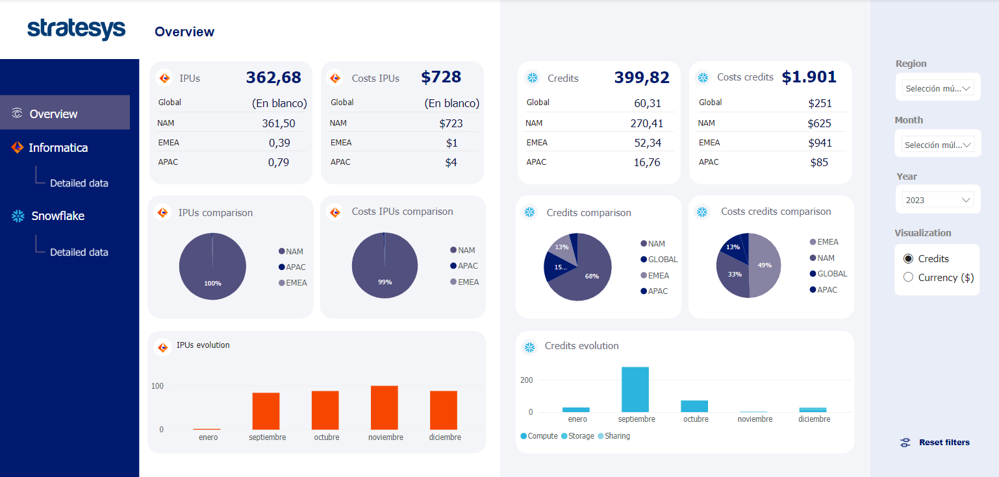 stratesys
Overview
Overview
Informatica
Detailed data
Snowflake
Detailed data
IPUs 362,68
Global (En blanco)
NAM 361,50
EMEA 0,39
APAC 0,79
Costs IPUs $728
Global (En blanco)
NAM $723
EMEA $1
APAC $4
Credits 399,82
Global 60,31
NAM 270,41
EMEA 52,34
APAC 16,76
Costs credits $1.901
Global $251
NAM $625
EMEA $941
APAC $85
IPUs comparison
100%
NAM
APAC
EMEA
Costs IPUs comparison
99%
NAM
APAC
EMEA
Credits comparison
13%
15...
68%
NAM
GLOBAL
EMEA
APAC
Costs credits comparison
13%
49%
33%
EMEA
NAM
GLOBAL
APAC
IPUs evolution
100
0
enero septiembre octubre noviembre diciembre
Credits evolution
200
0
enero septiembre octubre noviembre diciembre
Compute Storage Sharing
Region
Selección mú...
Month
Selección múl...
Year
2023
Visualization
Credits
Currency ($)
Reset filters